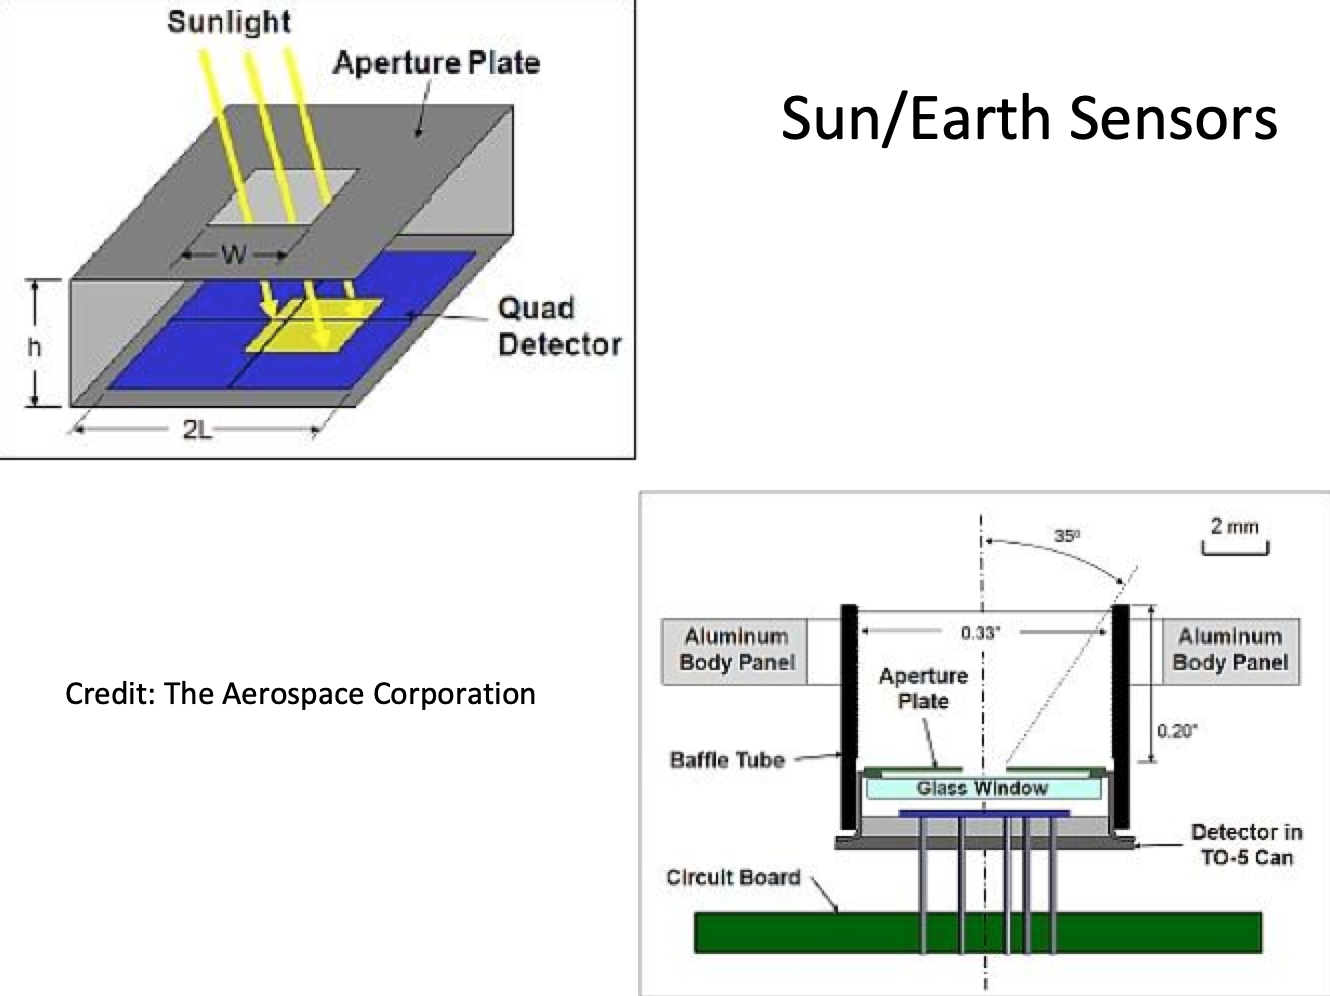 Sunlight
Aperture Plate
W
h
Quad
Detector
2L
Sun/Earth Sensors
Credit: The Aerospace Corporation
35º
2 mm
Aluminum
Body Panel
0.33"
Aluminum
Body Panel
Aperture
Plate
0.20"
Baffle Tube
Glass Window
Detector in
TO-5 Can
Circuit Board